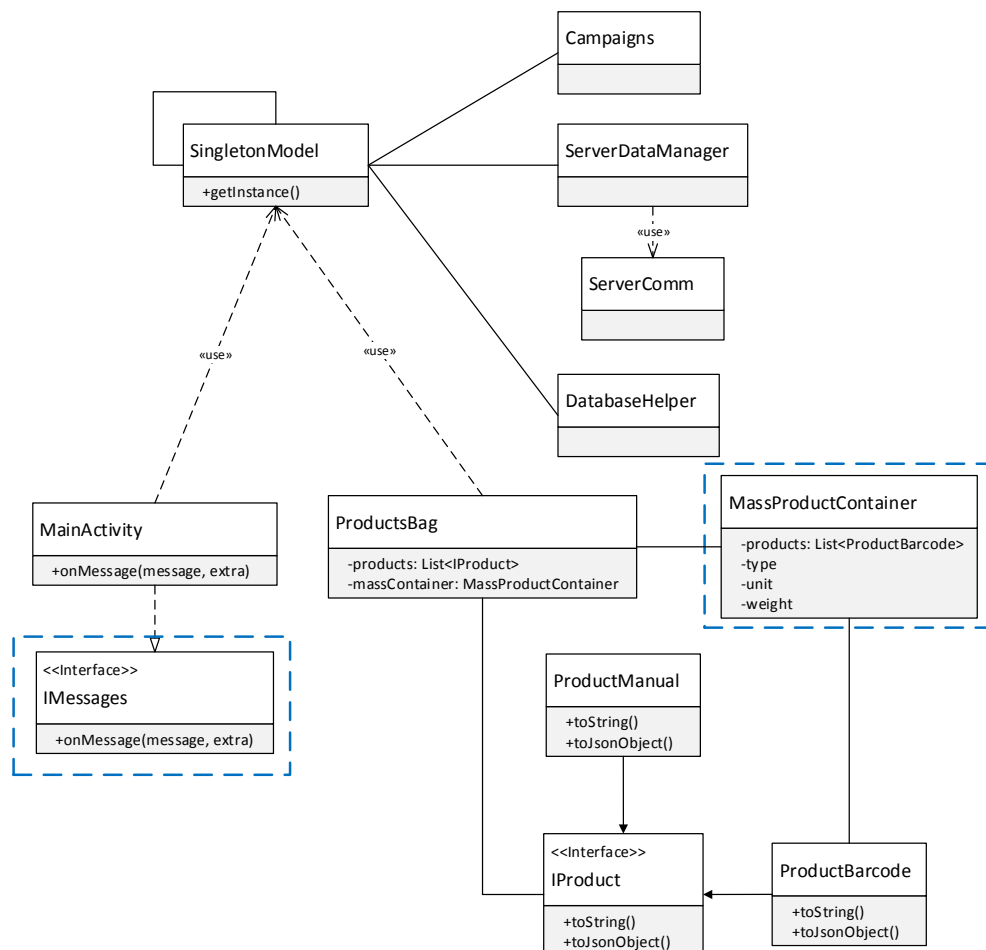 Campaigns
SingletonModel
+getInstance()
ServerDataManager
«use»
ServerComm
«use»
«use»
DatabaseHelper
MainActivity
+onMessage(message, extra)
ProductsBag
-products: List<IProduct>
-massContainer: MassProductContainer
MassProductContainer
-products: List<ProductBarcode>
-type
-unit
-weight
<<Interface>>
IMessages
+onMessage(message, extra)
ProductManual
+toString()
+toJsonObject()
<<Interface>>
IProduct
+toString()
+toJsonObject()
ProductBarcode
+toString()
+toJsonObject()